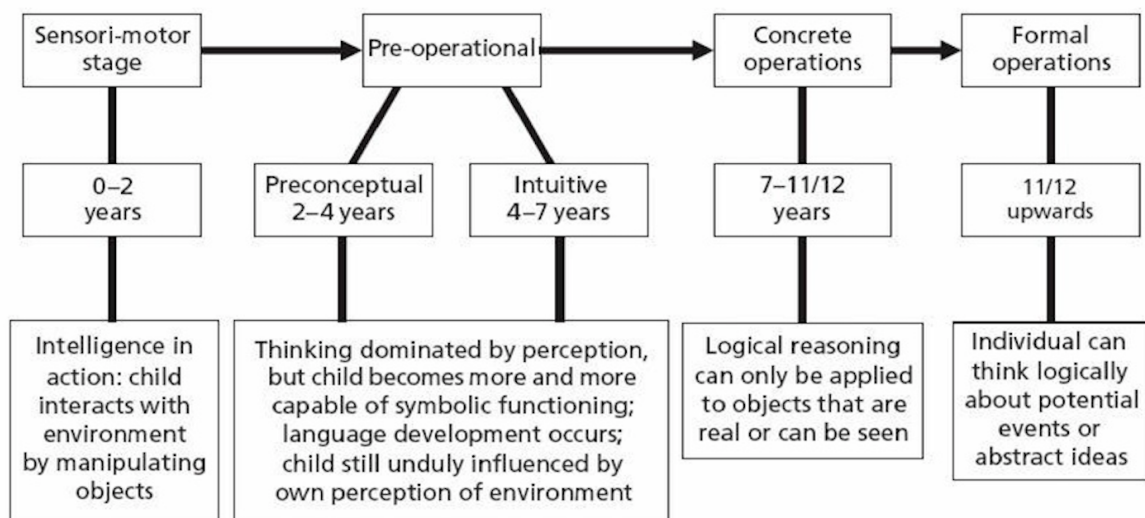 Sensori-motor
stage
Pre-operational
Concrete
operations
Formal
operations
0–2
years
Preconceptual
2–4 years
Intuitive
4–7 years
7–11/12
years
11/12
upwards
Intelligence in
action: child
interacts with
environment
by manipulating
objects
Thinking dominated by perception,
but child becomes more and more
capable of symbolic functioning;
language development occurs;
child still unduly influenced by
own perception of environment
Logical reasoning
can only be applied
to objects that are
real or can be seen
Individual can
think logically
about potential
events or
abstract ideas